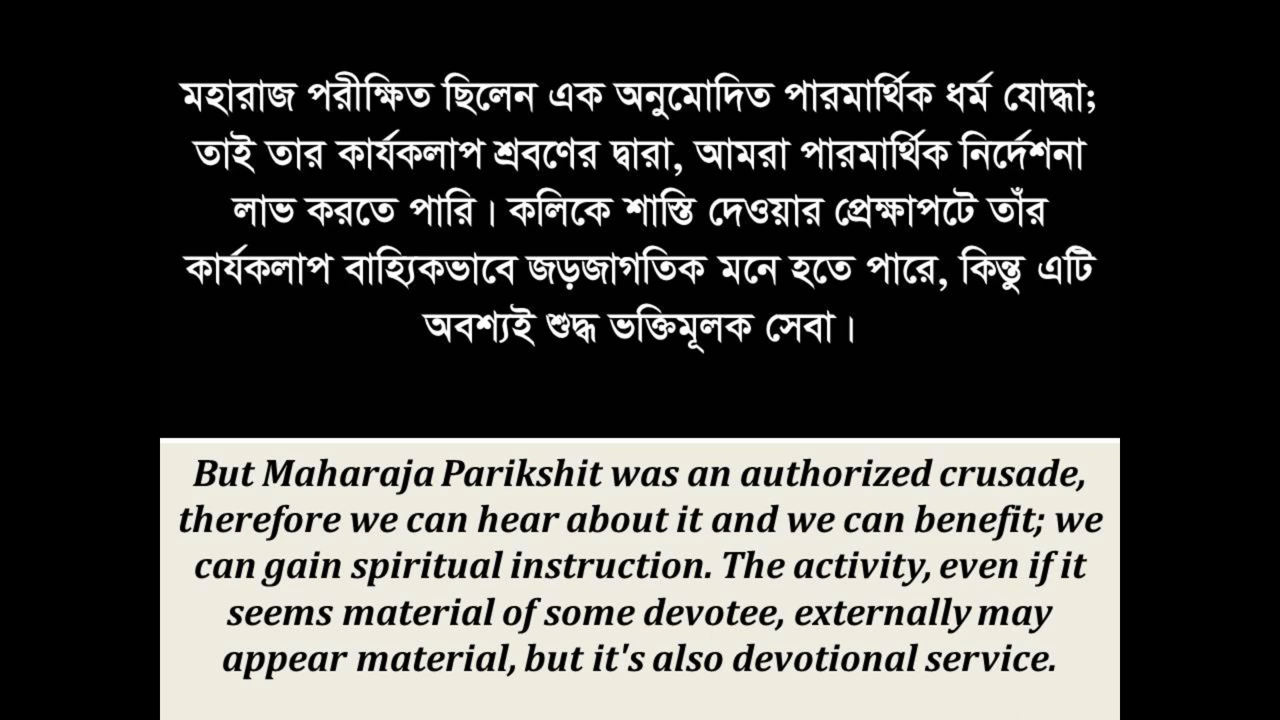 মহারাজ পরীক্ষিত ছিলেন এক অনুমোদিত পারমার্থিক ধর্ম যোদ্ধা;
তাই তার কার্যকলাপ শ্রবণের দ্বারা, আমরা পারমার্থিক নির্দেশনা
লাভ করতে পারি। কলিকে শাস্তি দেওয়ার প্রেক্ষাপটে তাঁর
কার্যকলাপ বাহ্যিকভাবে জড়জাগতিক মনে হতে পারে, কিন্তু এটি
অবশ্যই শুদ্ধ ভক্তিমূলক সেবা।
But Maharaja Parikshit was an authorized crusade,
therefore we can hear about it and we can benefit; we
can gain spiritual instruction. The activity, even if it
seems material of some devotee, externally may
appear material, but it's also devotional service.